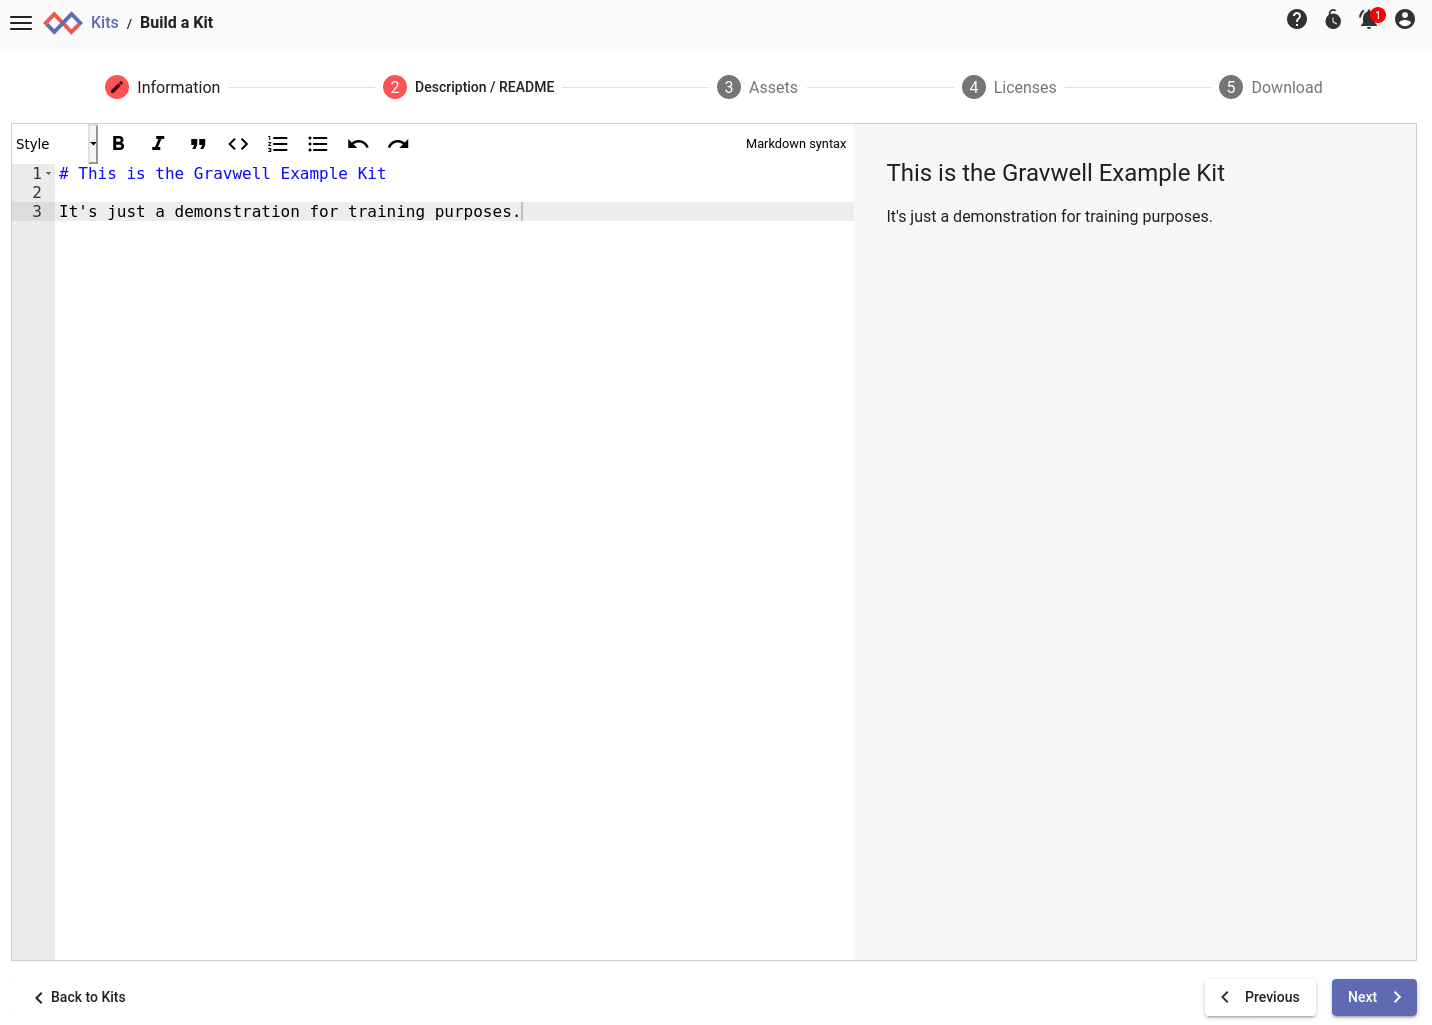 Kits / Build a Kit
1
Information
2 Description / README
3 Assets
4 Licenses
5 Download
Style
B I
Markdown syntax
1 # This is the Gravwell Example Kit
2
3 It's just a demonstration for training purposes.
This is the Gravwell Example Kit
It's just a demonstration for training purposes.
Back to Kits
Previous
Next